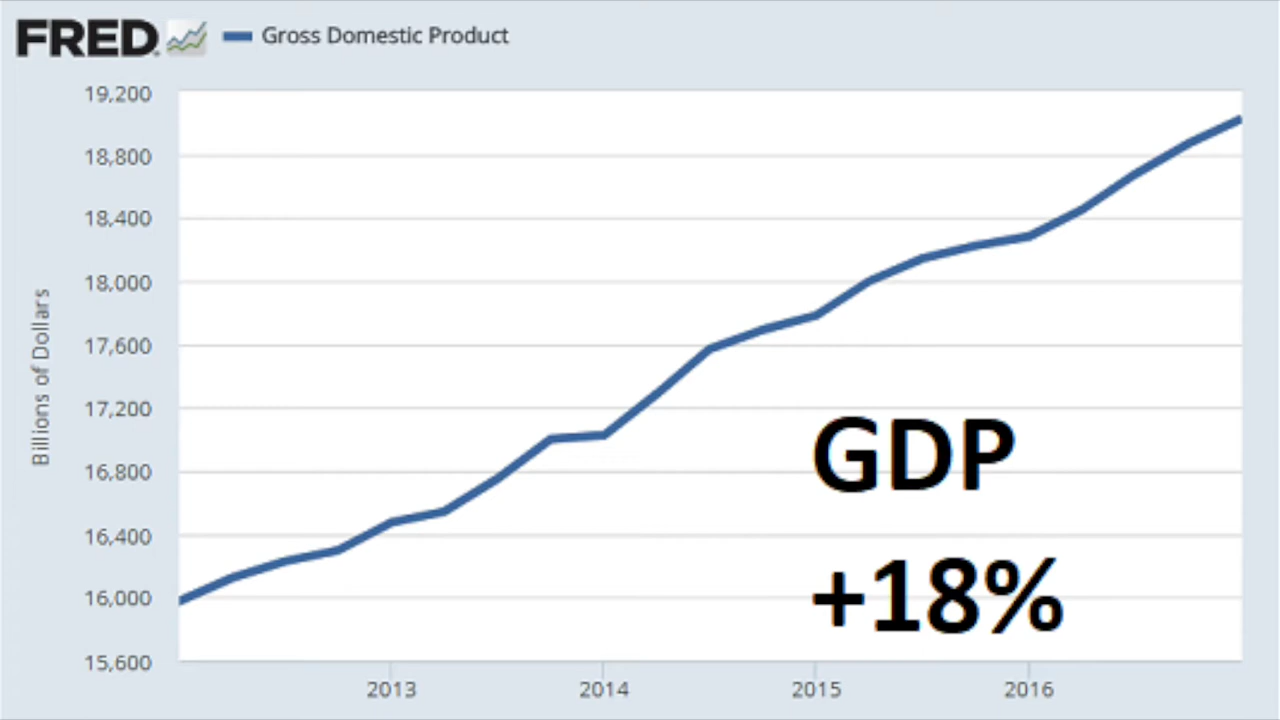 FRED
Gross Domestic Product
19,200
18,800
18,400
18,000
17,600
17,200
16,800
16,400
16,000
15,600
Billions of Dollars
GDP
+18%
2013 2014 2015 2016